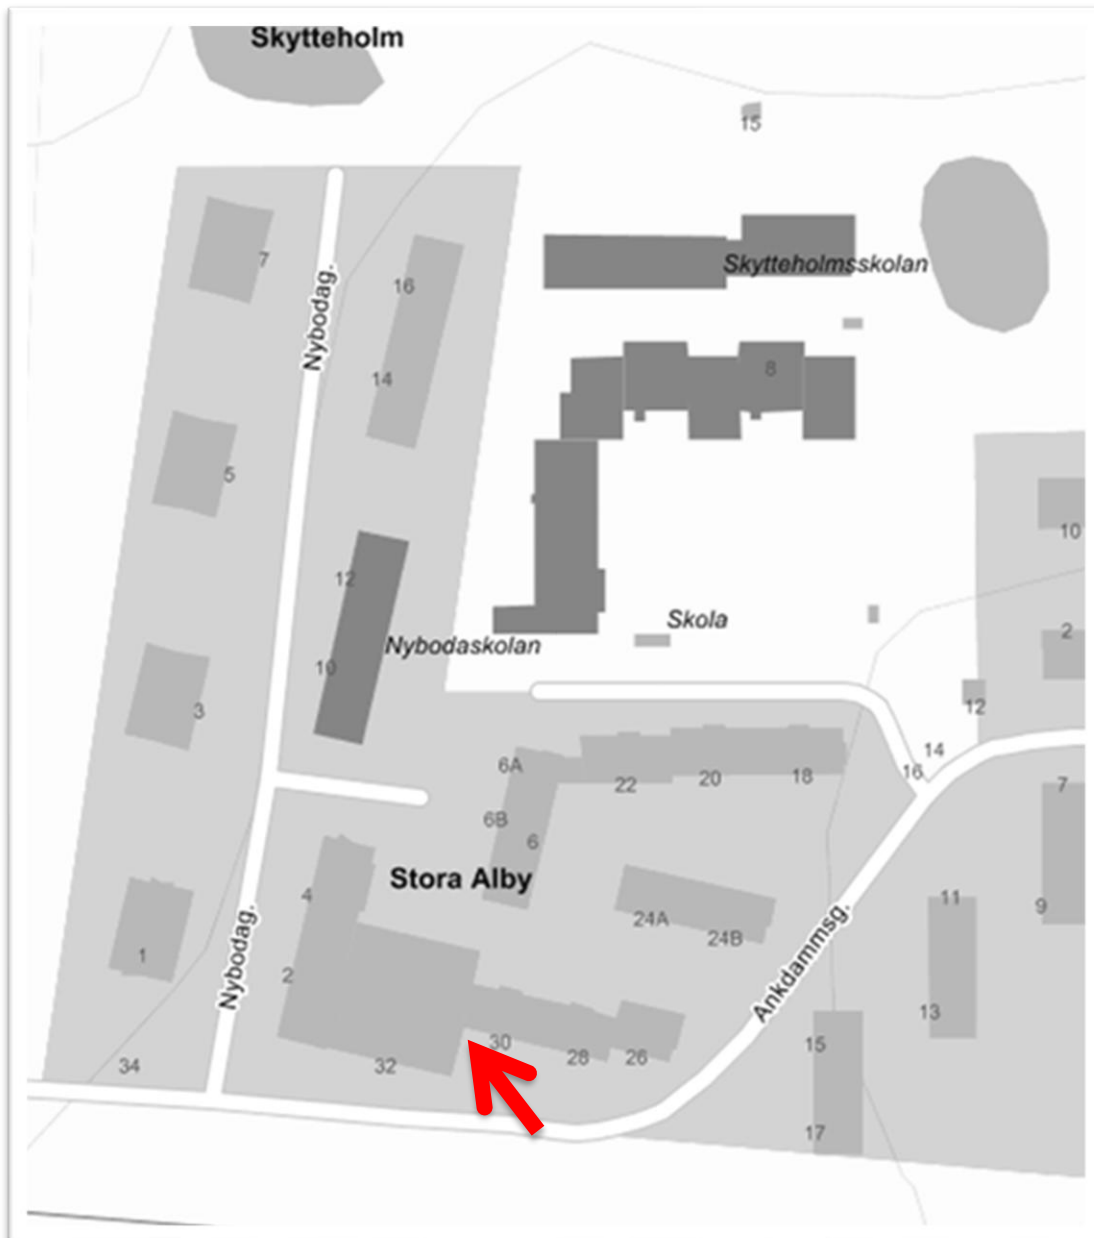 Skytteholm
15
7
Nybodag.
16
Skytteholmsskolan
14
8
5
10
12
Skola
2
Nybodaskolan
10
3
12
14
16
6A
22
20
18
7
6B
6
Stora Alby
4
24A
24B
11
9
1
2
Nybodag.
Ankdammsg.
13
30
28
26
15
34
32
17